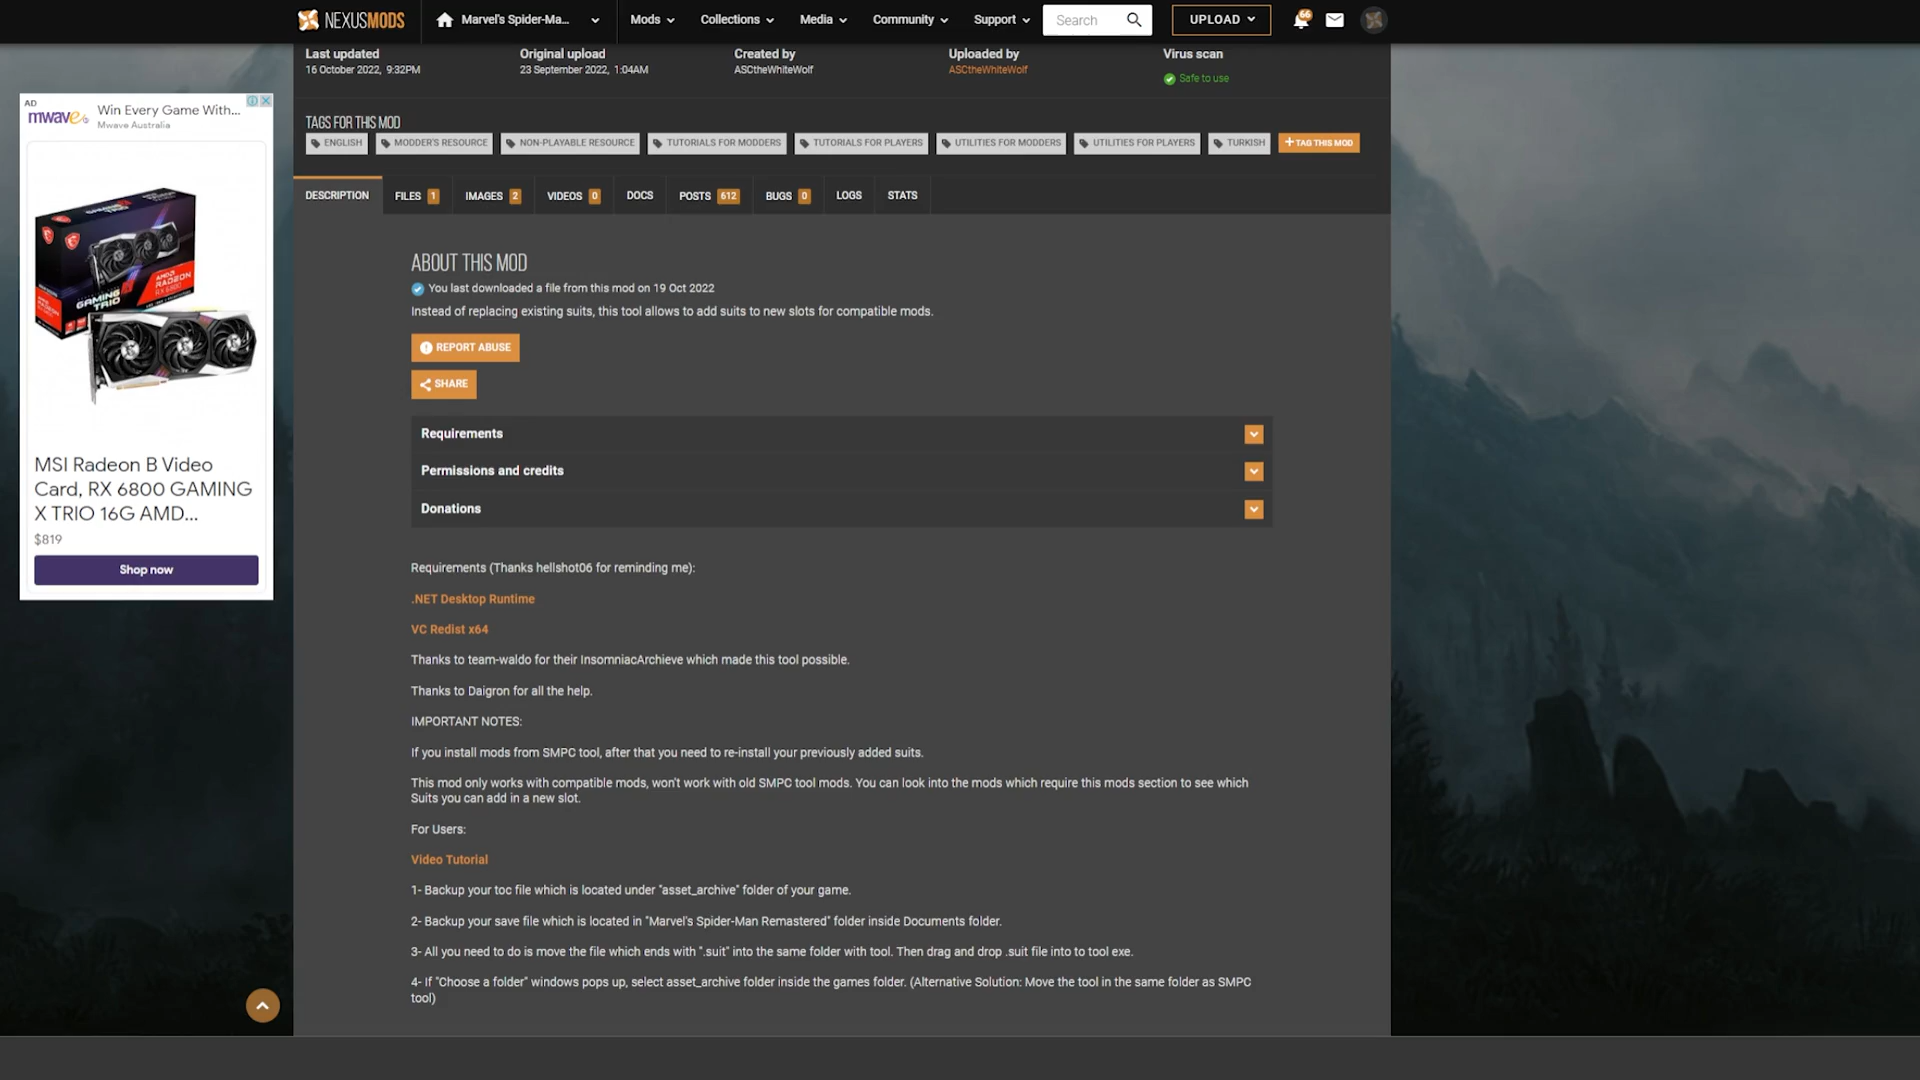 NEXUSMODS
Marvel's Spider-Ma...
Mods
Collections
Media
Community
Support
Search
UPLOAD
66
Last updated
16 October 2022, 9:32PM
Original upload
23 September 2022, 1:04AM
Created by
ASCtheWhiteWolf
Uploaded by
ASCtheWhiteWolf
Virus scan
Safe to use
TAGS FOR THIS MOD
ENGLISH
MODDER'S RESOURCE
NON-PLAYABLE RESOURCE
TUTORIALS FOR MODDERS
TUTORIALS FOR PLAYERS
UTILITIES FOR MODDERS
UTILITIES FOR PLAYERS
TURKISH
+ TAG THIS MOD
DESCRIPTION
FILES 1
IMAGES 2
VIDEOS 0
DOCS
POSTS 612
BUGS 0
LOGS
STATS
AD
mwave
Win Every Game With...
Mwave Australia
GAMING
TRIO
RADEON
RX 6800
MSI Radeon B Video
Card, RX 6800 GAMING
X TRIO 16G AMD...
$819
Shop now
ABOUT THIS MOD
You last downloaded a file from this mod on 19 Oct 2022
Instead of replacing existing suits, this tool allows to add suits to new slots for compatible mods.
REPORT ABUSE
SHARE
Requirements
Permissions and credits
Donations
Requirements (Thanks hellshot06 for reminding me):
.NET Desktop Runtime
VC Redist x64
Thanks to team-waldo for their InsomniacArchieve which made this tool possible.
Thanks to Daigron for all the help.
IMPORTANT NOTES:
If you install mods from SMPC tool, after that you need to re-install your previously added suits.
This mod only works with compatible mods, won't work with old SMPC tool mods. You can look into the mods which require this mods section to see which
Suits you can add in a new slot.
For Users:
Video Tutorial
1- Backup your toc file which is located under "asset_archive" folder of your game.
2- Backup your save file which is located in "Marvel's Spider-Man Remastered" folder inside Documents folder.
3- All you need to do is move the file which ends with ".suit" into the same folder with tool. Then drag and drop .suit file into to tool exe.
4- If "Choose a folder" windows pops up, select asset_archive folder inside the games folder. (Alternative Solution: Move the tool in the same folder as SMPC
tool)